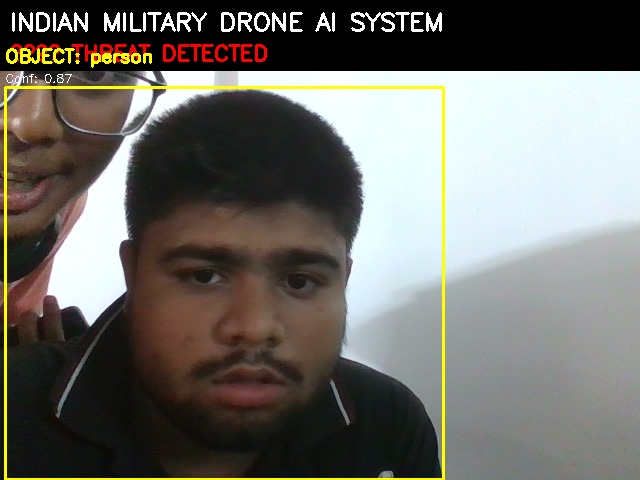 INDIAN MILITARY DRONE AI SYSTEM
THREAT DETECTED
OBJECT: person
Conf: 0.87